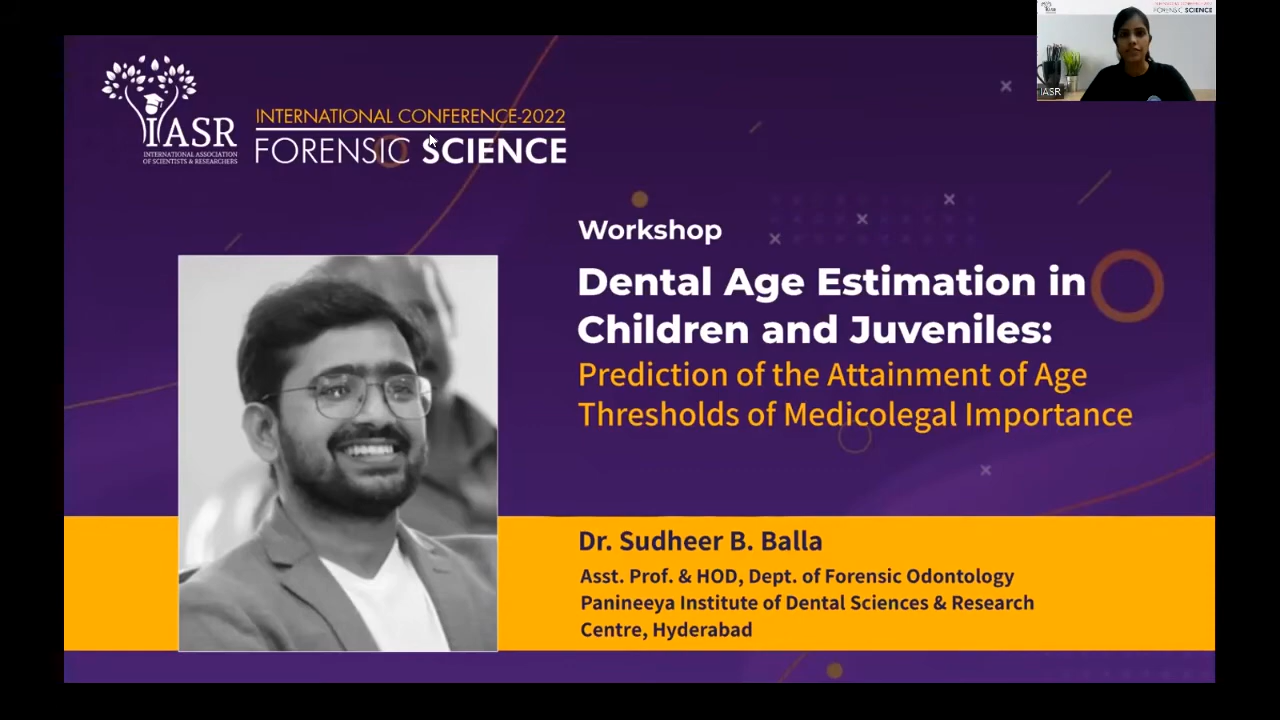 IASR
INTERNATIONAL ASSOCIATION
OF SCIENTISTS & RESEARCHERS
INTERNATIONAL CONFERENCE-2022
FORENSIC SCIENCE
FORENSIC SCIENCE
IASR
Workshop
Dental Age Estimation in
Children and Juveniles:
Prediction of the Attainment of Age
Thresholds of Medicolegal Importance
Dr. Sudheer B. Balla
Asst. Prof. & HOD, Dept. of Forensic Odontology
Panineeya Institute of Dental Sciences & Research
Centre, Hyderabad